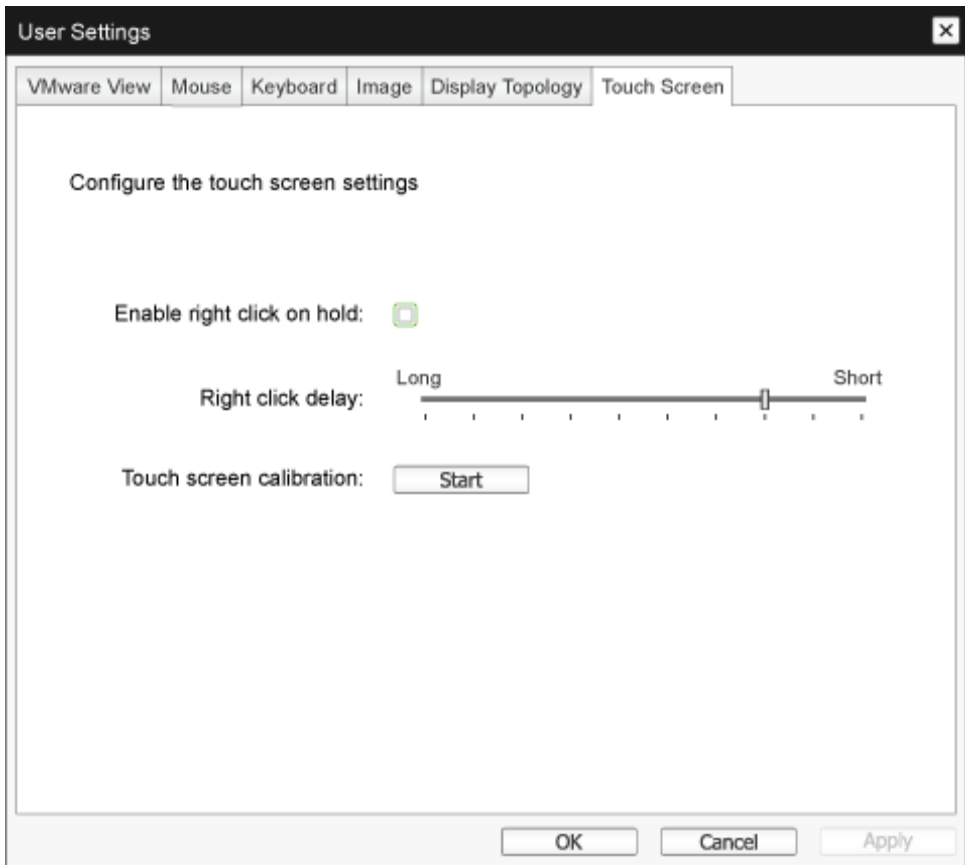 User Settings
VMware View Mouse Keyboard Image Display Topology Touch Screen
Configure the touch screen settings
Enable right click on hold:
Long Short
Right click delay:
Touch screen calibration: Start
OK Cancel Apply